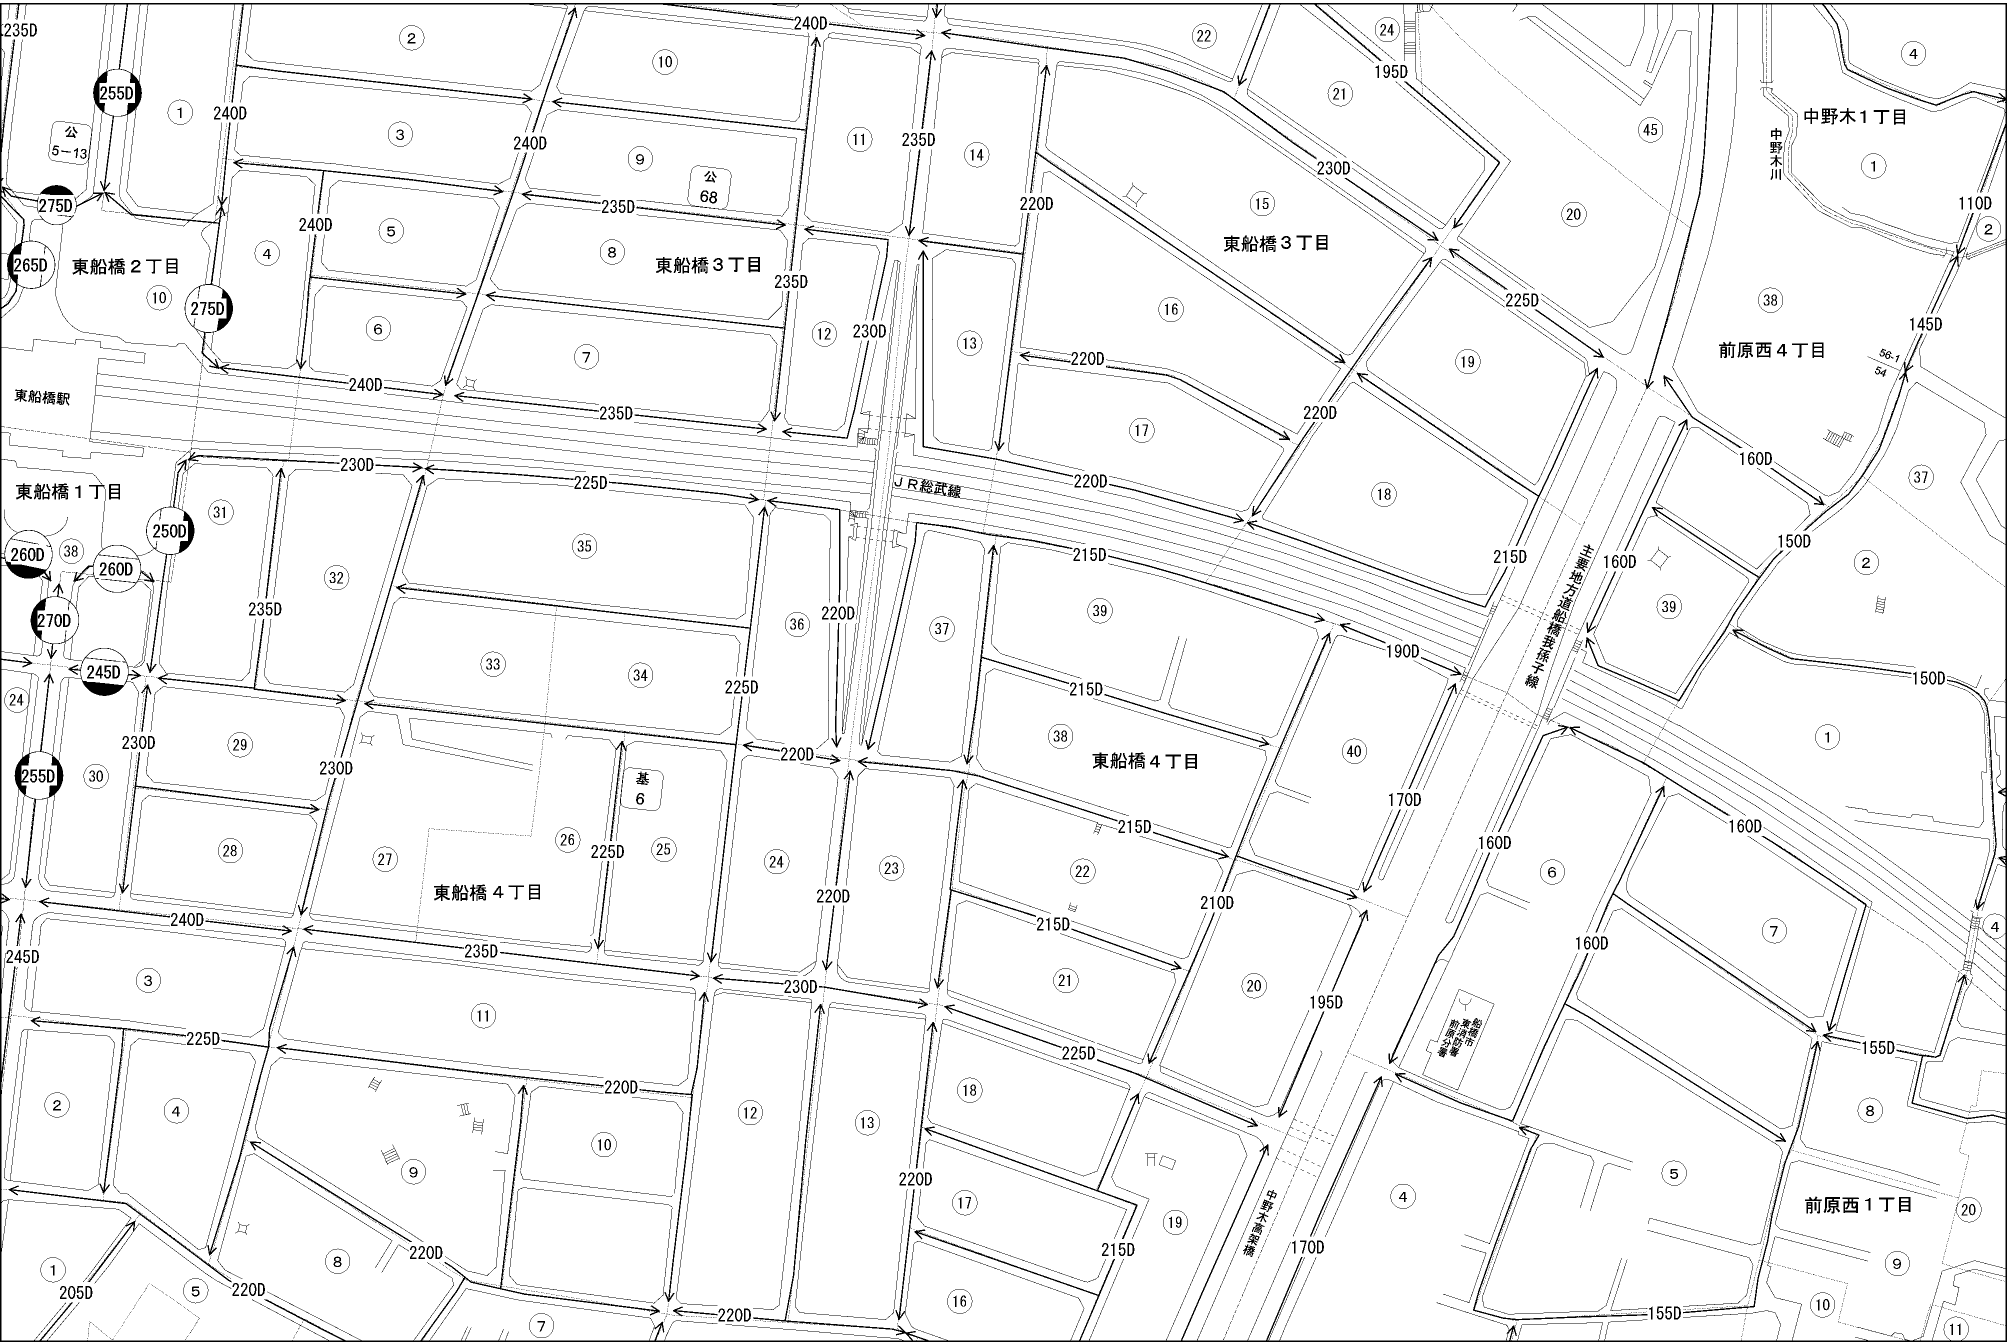 235D
240D
②
㉒
㉔
④
⑩
195D
255D
①
240D
㉑
中野木1丁目
公
5-13
③
240D
⑪
235D
⑭
㊺
中野木川
⑨
公
68
230D
①
275D
220D
235D
⑮
⑳
110D
240D
⑤
東船橋3丁目
②
265D
東船橋2丁目
④
⑧
東船橋3丁目
⑩
275D
235D
225D
㊳
⑯
145D
⑥
⑫
230D
⑬
⑦
220D
⑲
前原西4丁目
56-1
54
240D
東船橋駅
235D
220D
⑰
160D
230D
225D
220D
JR総武線
⑱
㊲
東船橋1丁目
㉛
250D
㉟
260D
㊳
260D
215D
215D
主要地方道船橋我孫子線
150D
②
㉜
235D
160D
270D
220D
㊱
㊲
㊴
㊴
190D
245D
㉝
㉞
225D
215D
150D
㉔
230D
㉙
220D
㊳
㊵
①
230D
東船橋4丁目
255D
㉚
基
6
170D
215D
160D
160D
㉘
㉗
㉖
225D
㉕
㉔
㉓
㉒
⑥
東船橋4丁目
220D
210D
240D
215D
⑦
④
235D
160D
245D
③
230D
㉑
⑳
195D
⑪
船橋市
東消防署
前原分署
225D
225D
155D
220D
⑱
②
④
⑫
⑬
⑧
⑩
⑨
220D
⑤
⑰
④
前原西1丁目
⑳
⑲
中野木高架橋
220D
215D
170D
①
⑧
⑨
205D
⑤
220D
⑯
⑩
220D
155D
⑦
⑪